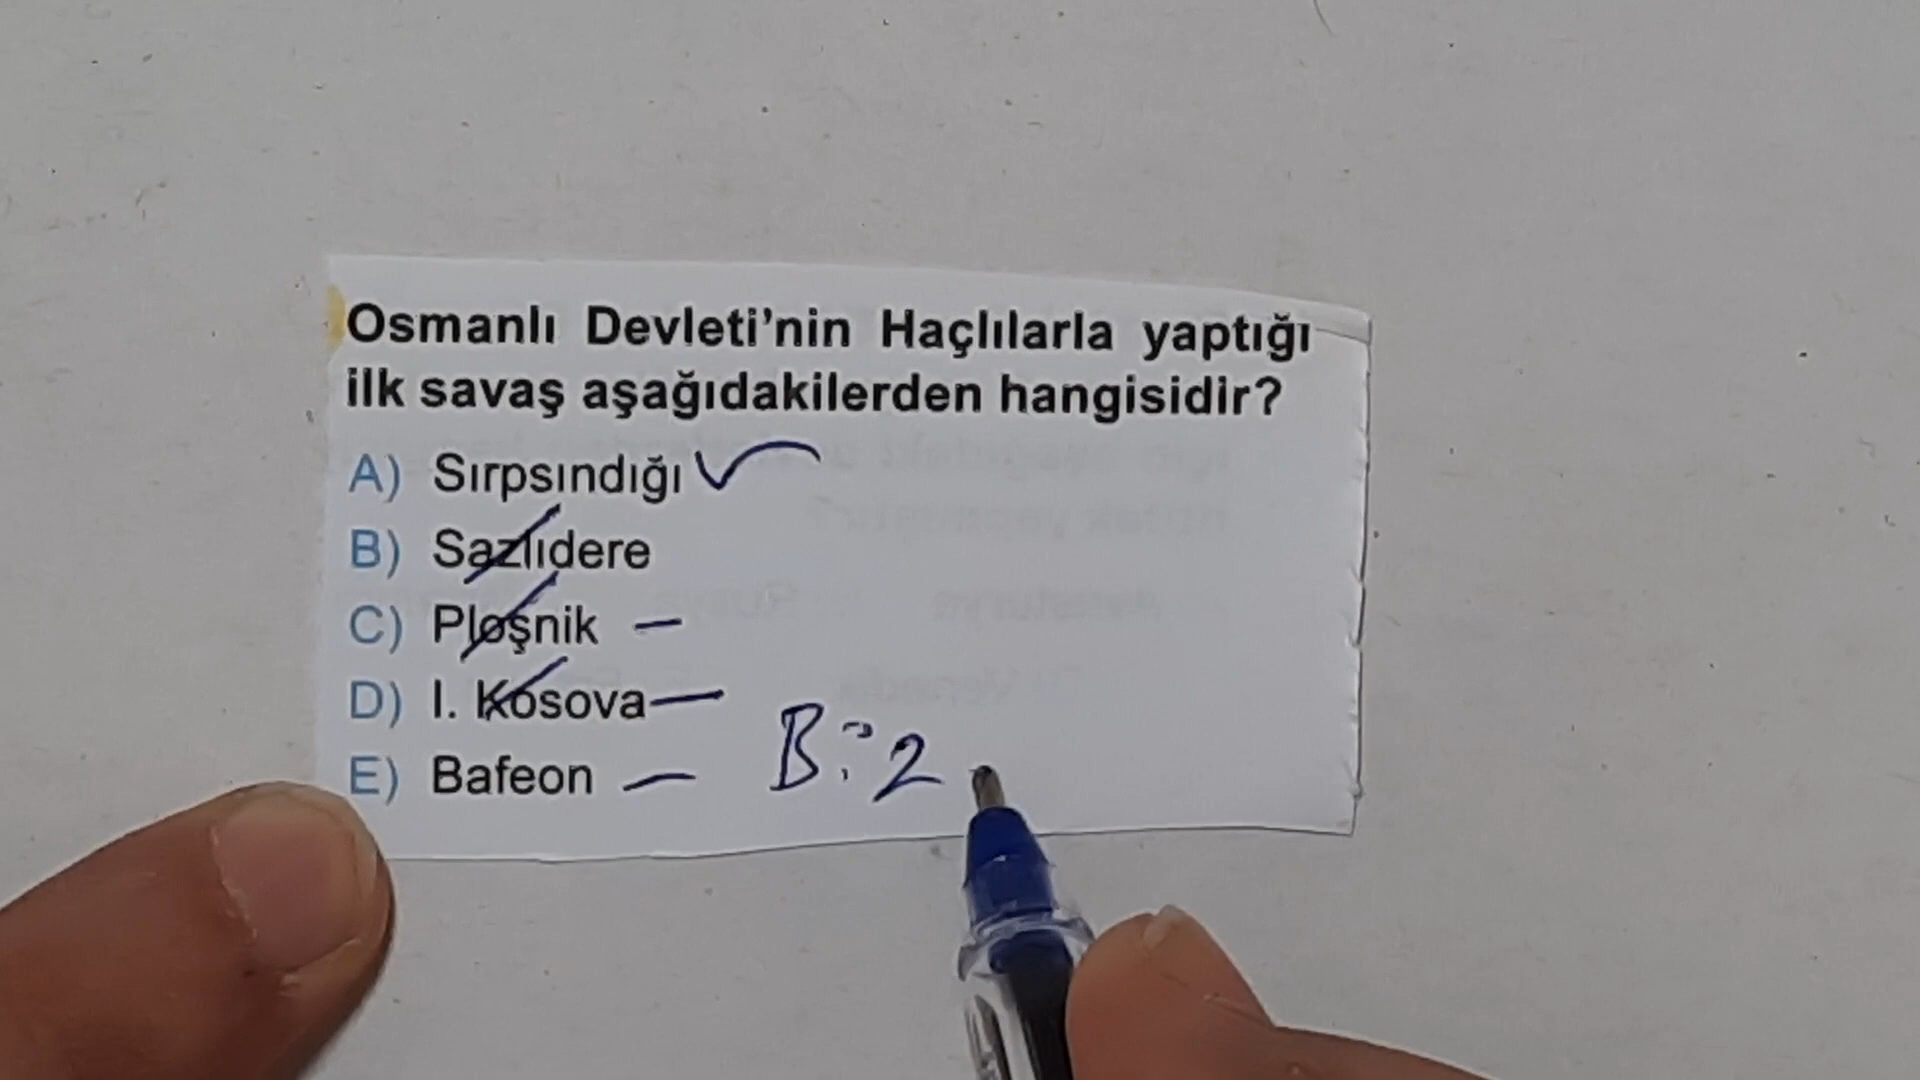 Osmanlı Devleti'nin Haçlılarla yaptığı
ilk savaş aşağıdakilerden hangisidir?
A) Sırpsındığı
B) Sazlıdere
C) Ploşnik
D) I. Kosova
E) Bafeon
B: 2